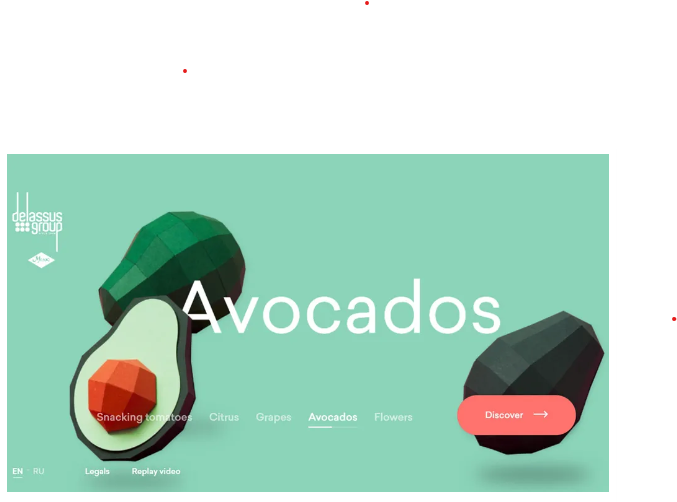 delassus
group
Avocados
Snacking tomatoes Citrus Grapes Avocados Flowers
Discover
EN RU Legals Replay video